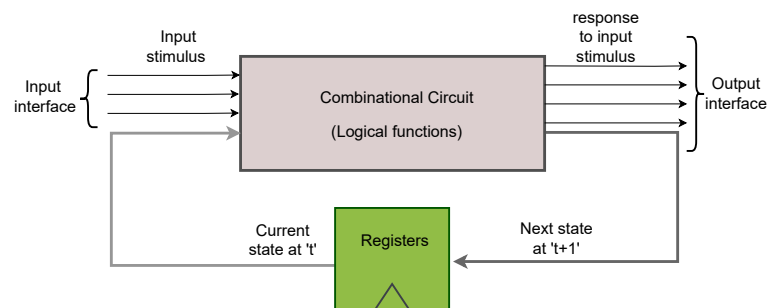 Input
stimulus
response
to input
stimulus
Input
interface
Combinational Circuit
(Logical functions)
Output
interface
Current
state at 't'
Registers
Next state
at 't+1'